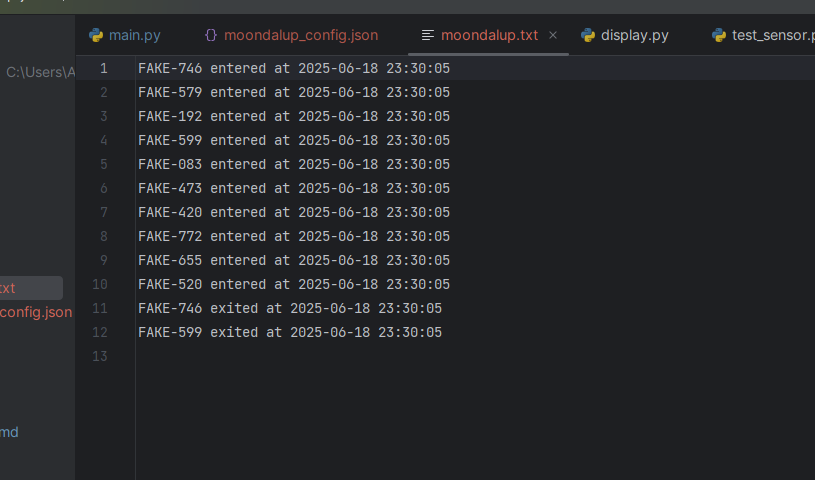 main.py
{} moondalup_config.json
moondalup.txt
display.py
test_sensor.p
C:\Users\A
1 FAKE-746 entered at 2025-06-18 23:30:05
2 FAKE-579 entered at 2025-06-18 23:30:05
3 FAKE-192 entered at 2025-06-18 23:30:05
4 FAKE-599 entered at 2025-06-18 23:30:05
5 FAKE-083 entered at 2025-06-18 23:30:05
6 FAKE-473 entered at 2025-06-18 23:30:05
7 FAKE-420 entered at 2025-06-18 23:30:05
8 FAKE-772 entered at 2025-06-18 23:30:05
9 FAKE-655 entered at 2025-06-18 23:30:05
10 FAKE-520 entered at 2025-06-18 23:30:05
11 FAKE-746 exited at 2025-06-18 23:30:05
12 FAKE-599 exited at 2025-06-18 23:30:05
13
txt
config.json
md